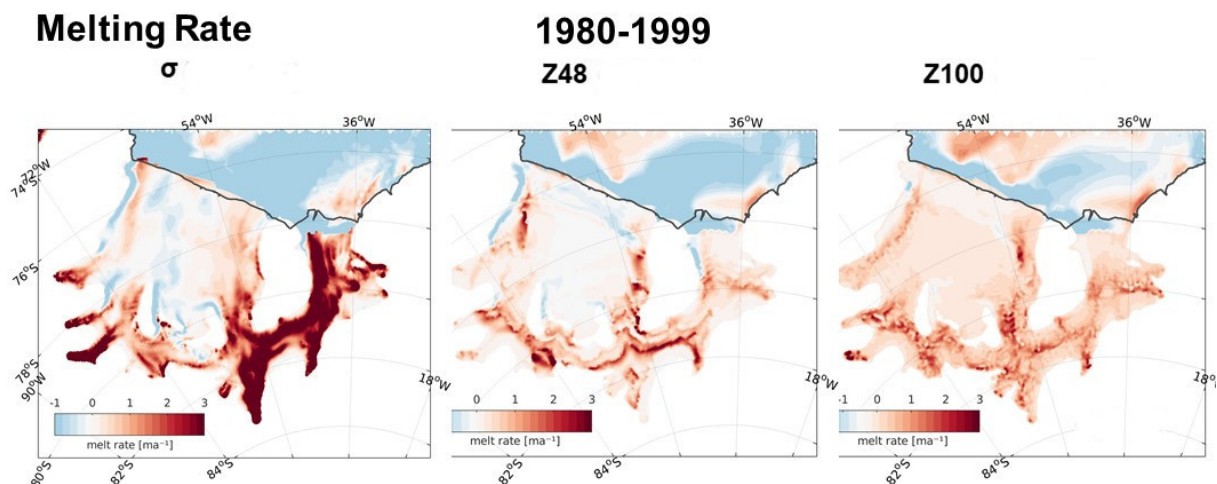 Melting Rate 1980-1999
σ Z48 Z100
54°W 36°W 54°W 36°W 54°W 36°W
72°W
74°S
76°S
78°S
90°W
18°W 18°W 18°
-1 0 1 2 3
melt rate [ma⁻¹]
0 1 2 3
melt rate [ma⁻¹]
-1 0 1 2 3
melt rate [ma⁻¹]
80°S 82°S 84°S 82°S 84°S 82°S 84°S